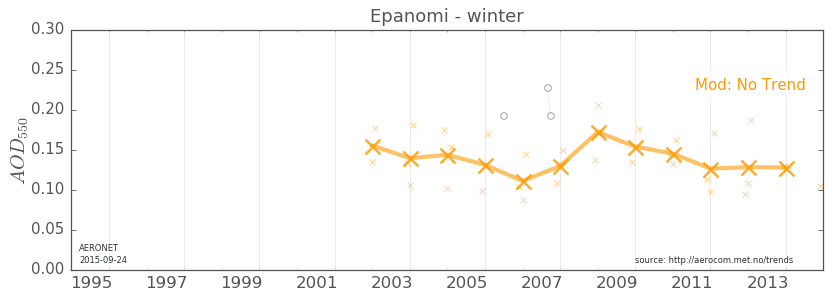 Epanomi - winter
0.30
0.25
0.20
0.15
0.10
0.05
0.00
AOD550
Mod: No Trend
AERONET
2015-09-24
source: http://aerocom.met.no/trends
1995 1997 1999 2001 2003 2005 2007 2009 2011 2013